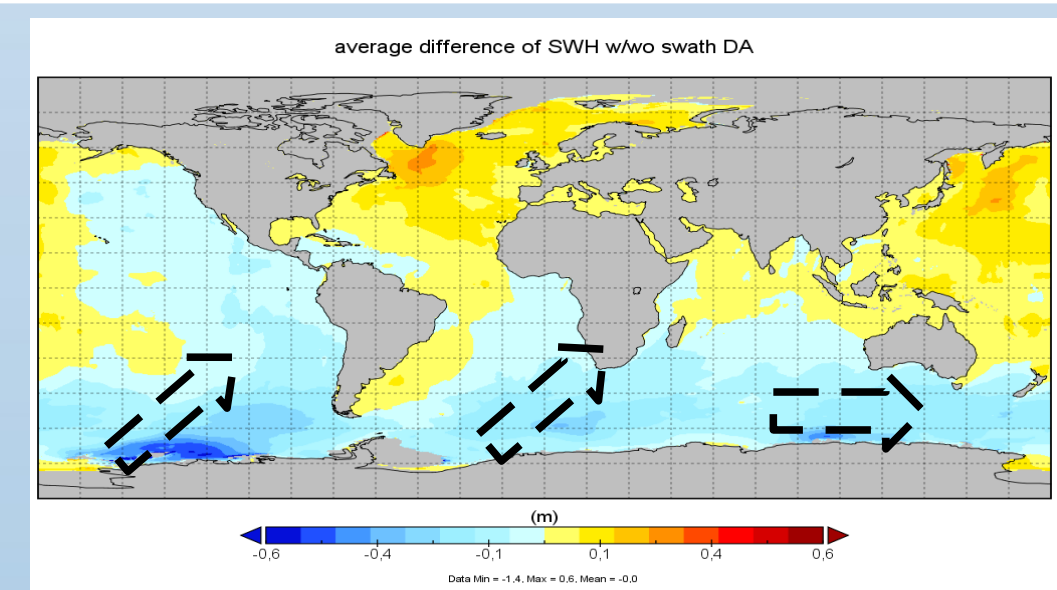 average difference of SWH w/wo swath DA
(m)
-0,6 -0,4 -0,1 0,1 0,4 0,6
Data Min = -1,4, Max = 0,6, Mean = -0,0